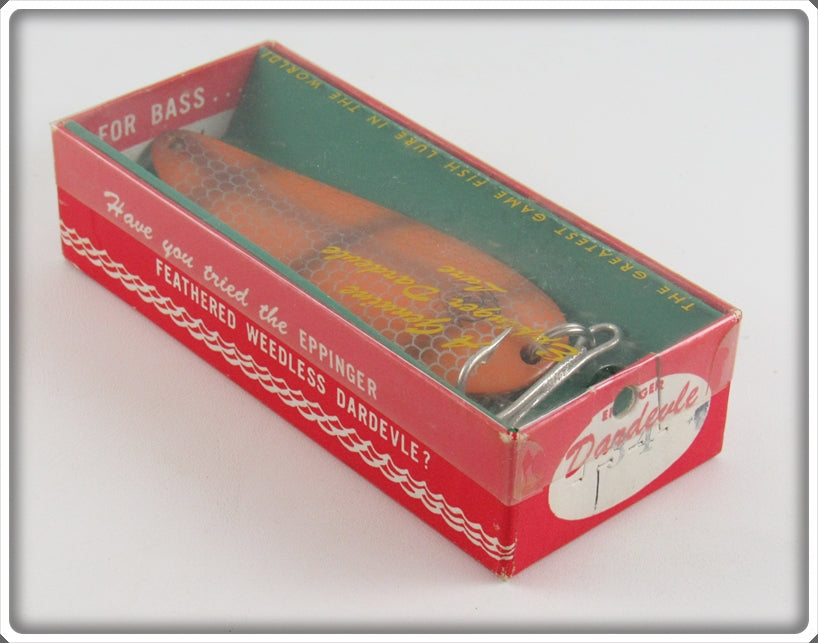 FOR BASS...
THE GREATEST GAME FISH LURE IN THE WORLD!
A Genuine
Eppinger Dardevle
Lure
Have you tried the EPPINGER
FEATHERED WEEDLESS DARDEVLE?
Dardevle